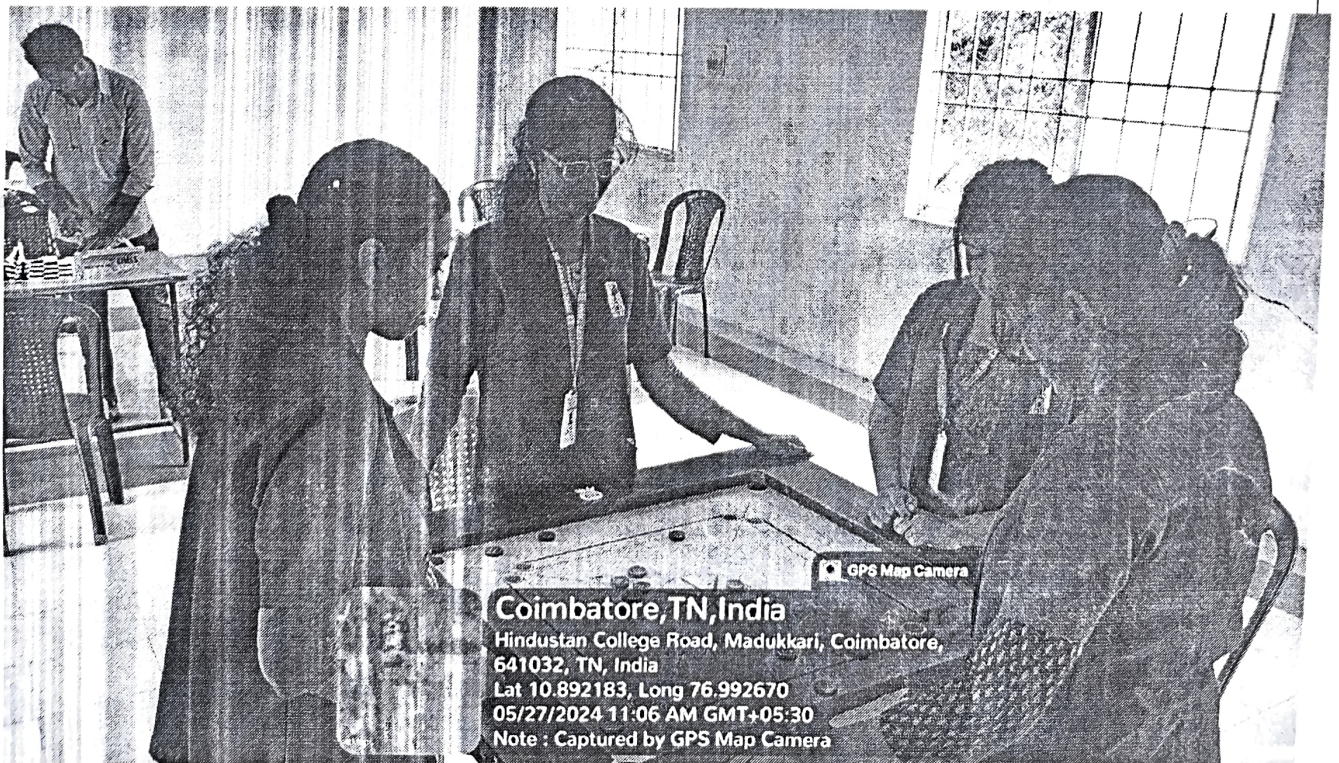 GPS Map Camera
Coimbatore,TN,India
Hindustan College Road, Madukkari, Coimbatore,
641032, TN, India
Lat 10.892183, Long 76.992670
05/27/2024 11:06 AM GMT+05:30
Note : Captured by GPS Map Camera